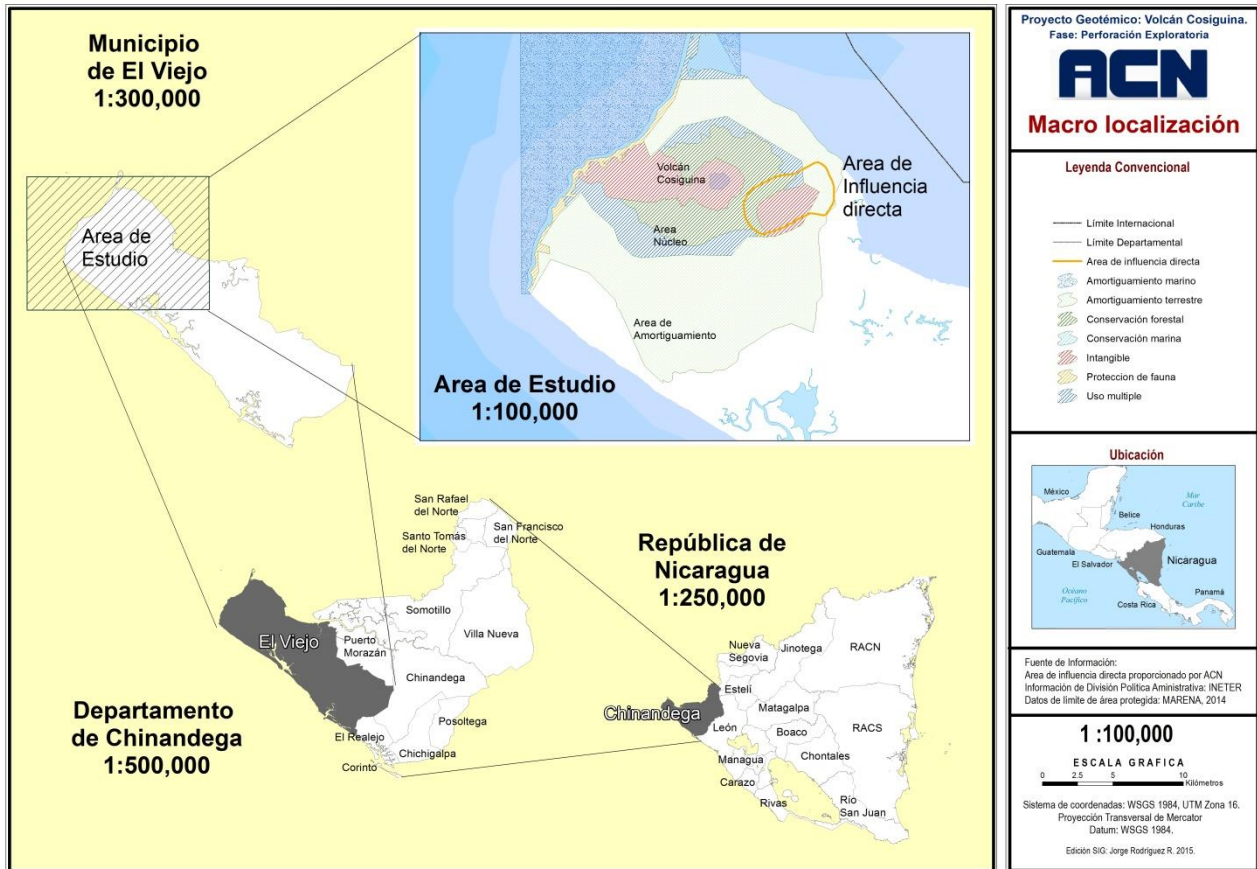 Municipio
de El Viejo
1:300,000
Area de
Estudio
Volcán
Cosiguina
Area
Núcleo
Area de
Influencia
directa
Area de
Amortiguamiento
Area de Estudio
1:100,000
San Rafael
del Norte
San Francisco
del Norte
Santo Tomás
del Norte
Somotillo
Villa Nueva
El Viejo
Puerto
Morazán
Chinandega
Posoltega
El Realejo
Chichigalpa
Corinto
Departamento
de Chinandega
1:500,000
República de
Nicaragua
1:250,000
Nueva
Segovia
Jinotega
RACN
Estelí
Chinandega
Matagalpa
León
Boaco
RACS
Managua
Chontales
Carazo
Rivas
Río
San Juan
Proyecto Geotémico: Volcán Cosiguina.
Fase: Perforación Exploratoria
ACN
Macro localización
Leyenda Convencional
Límite Internacional
Límite Departamental
Area de influencia directa
Amortiguamiento marino
Amortiguamiento terrestre
Conservación forestal
Conservación marina
Intangible
Proteccion de fauna
Uso multiple
Ubicación
México
Mar
Caribe
Belice
Honduras
Guatemala
El Salvador
Nicaragua
Océano
Pacífico
Costa Rica
Panamá
Fuente de Información:
Area de influencia directa proporcionado por ACN
Información de División Política Aministrativa: INETER
Datos de límite de área protegida: MARENA, 2014
1 :100,000
ESCALA GRAFICA
0 2.5 5 10
Kilómetros
Sistema de coordenadas: WSGS 1984, UTM Zona 16.
Proyección Transversal de Mercator
Datum: WSGS 1984.
Edición SIG: Jorge Rodríguez R. 2015.